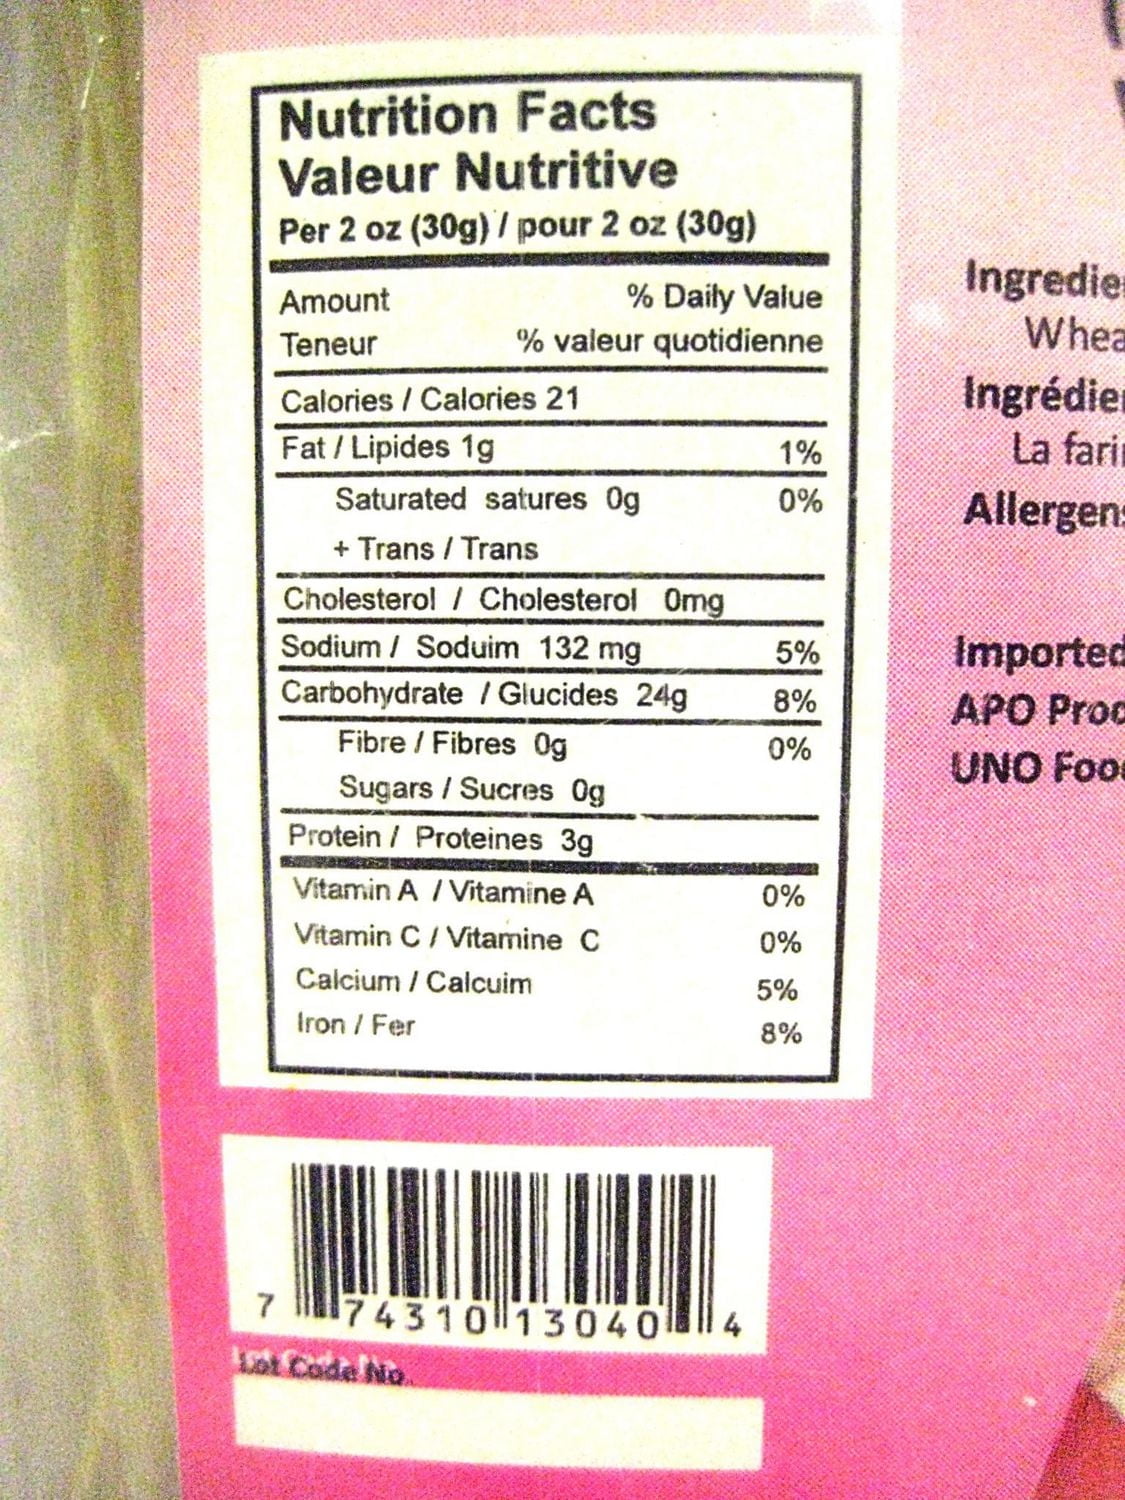 Nutrition Facts
Valeur Nutritive
Per 2 oz (30g) / pour 2 oz (30g)
Amount % Daily Value
Teneur % valeur quotidienne
Calories / Calories 21
Fat / Lipides 1g 1%
Saturated satures 0g 0%
+ Trans / Trans
Cholesterol / Cholesterol 0mg
Sodium / Soduim 132 mg 5%
Carbohydrate / Glucides 24g 8%
Fibre / Fibres 0g 0%
Sugars / Sucres 0g
Protein / Proteines 3g
Vitamin A / Vitamine A 0%
Vitamin C / Vitamine C 0%
Calcium / Calcuim 5%
Iron / Fer 8%
7 74310 13040 4
Lot Code No.
Ingredie
Whea
Ingrédie
La fari
Allergens
Imported
APO Prod
UNO Food